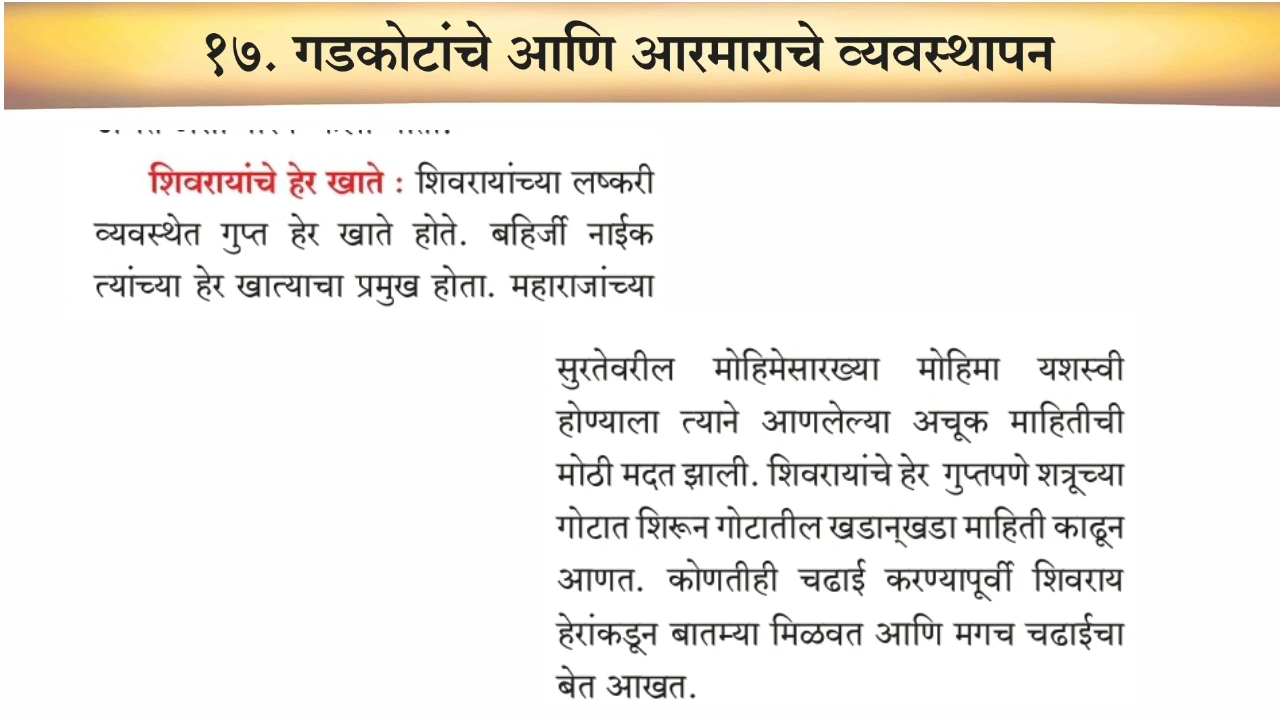 १७. गडकोटांचे आणि आरमाराचे व्यवस्थापन
शिवरायांचे हेर खाते : शिवरायांच्या लष्करी
व्यवस्थेत गुप्त हेर खाते होते. बहिर्जी नाईक
त्यांच्या हेर खात्याचा प्रमुख होता. महाराजांच्या
सुरतेवरील मोहिमेसारख्या मोहिमा यशस्वी
होण्याला त्याने आणलेल्या अचूक माहितीची
मोठी मदत झाली. शिवरायांचे हेर गुप्तपणे शत्रूच्या
गोटात शिरून गोटातील खडान्‌खडा माहिती काढून
आणत. कोणतीही चढाई करण्यापूर्वी शिवराय
हेरांकडून बातम्या मिळवत आणि मगच चढाईचा
बेत आखत.